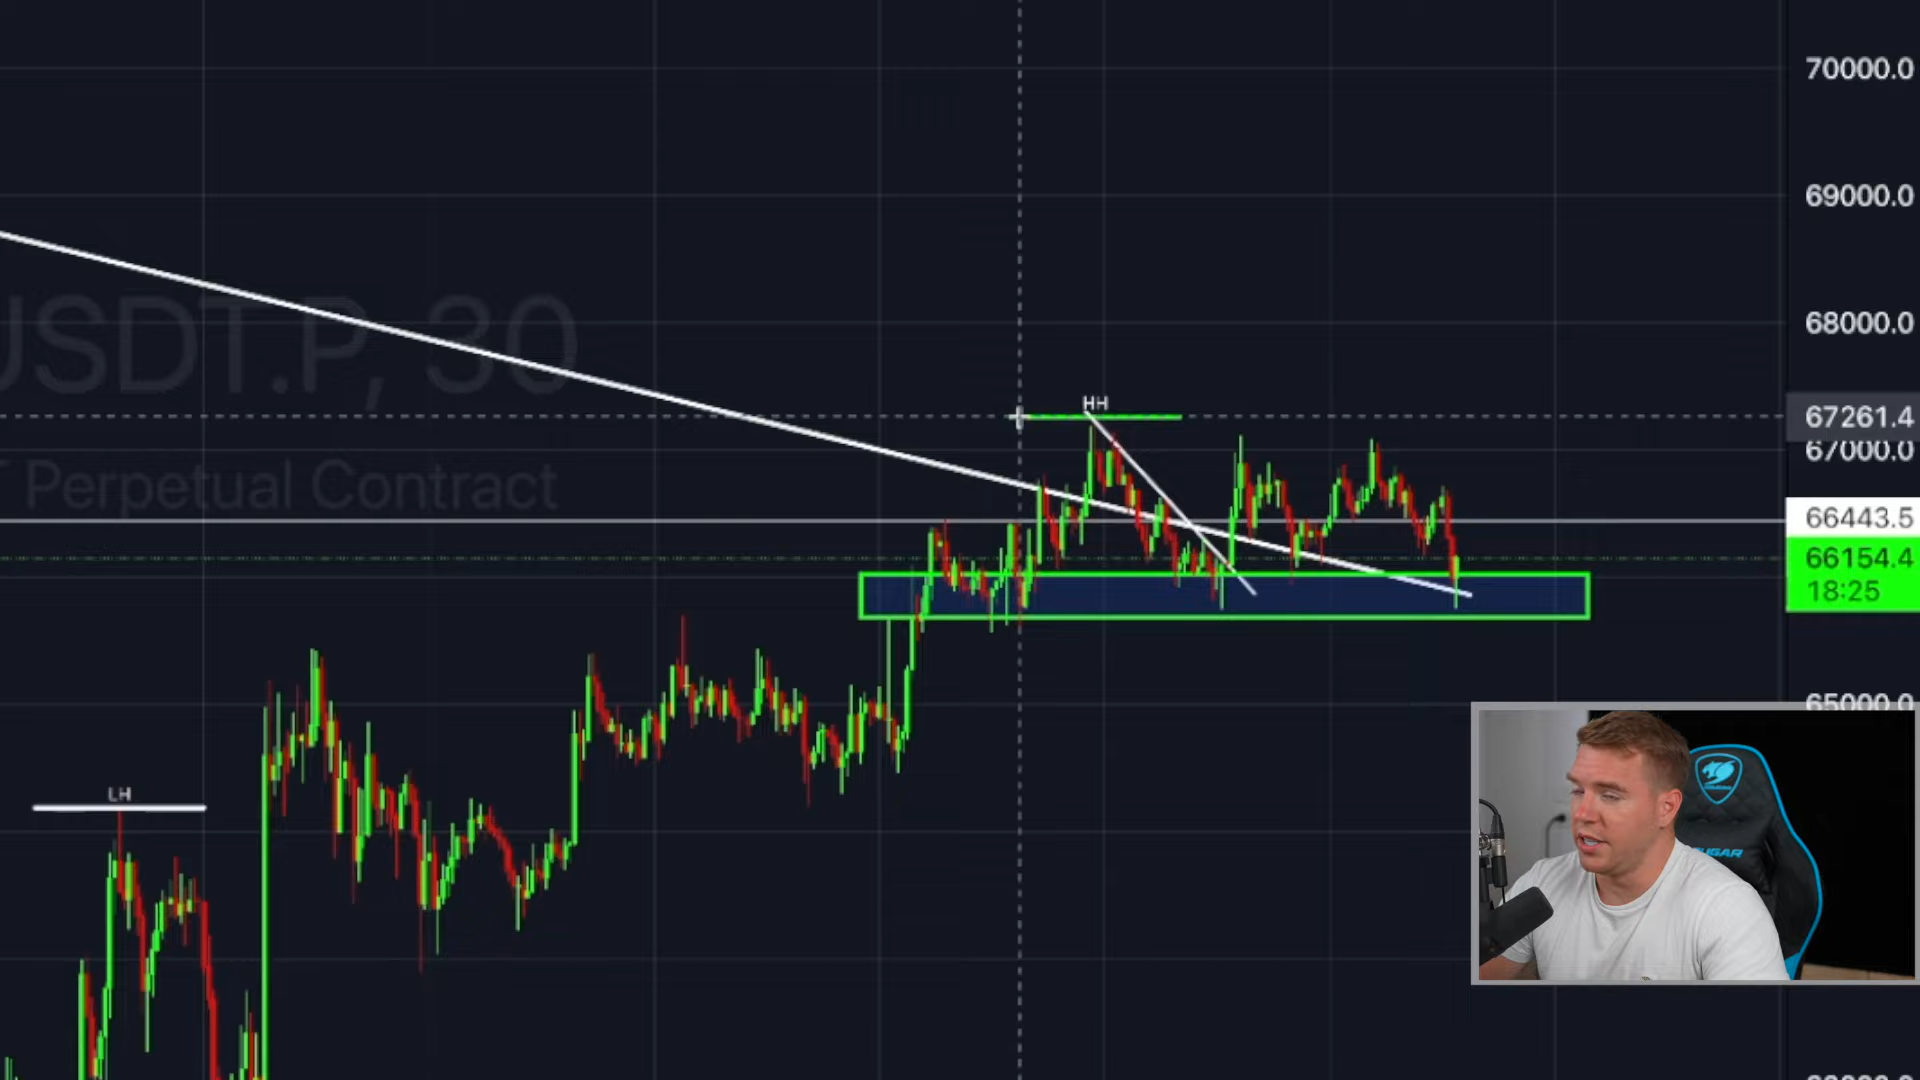 70000.0
69000.0
USDT.P, 30
68000.0
HH
67261.4
67000.0
Perpetual Contract
66443.5
66154.4
18:25
65000.0
LH
COUGAR